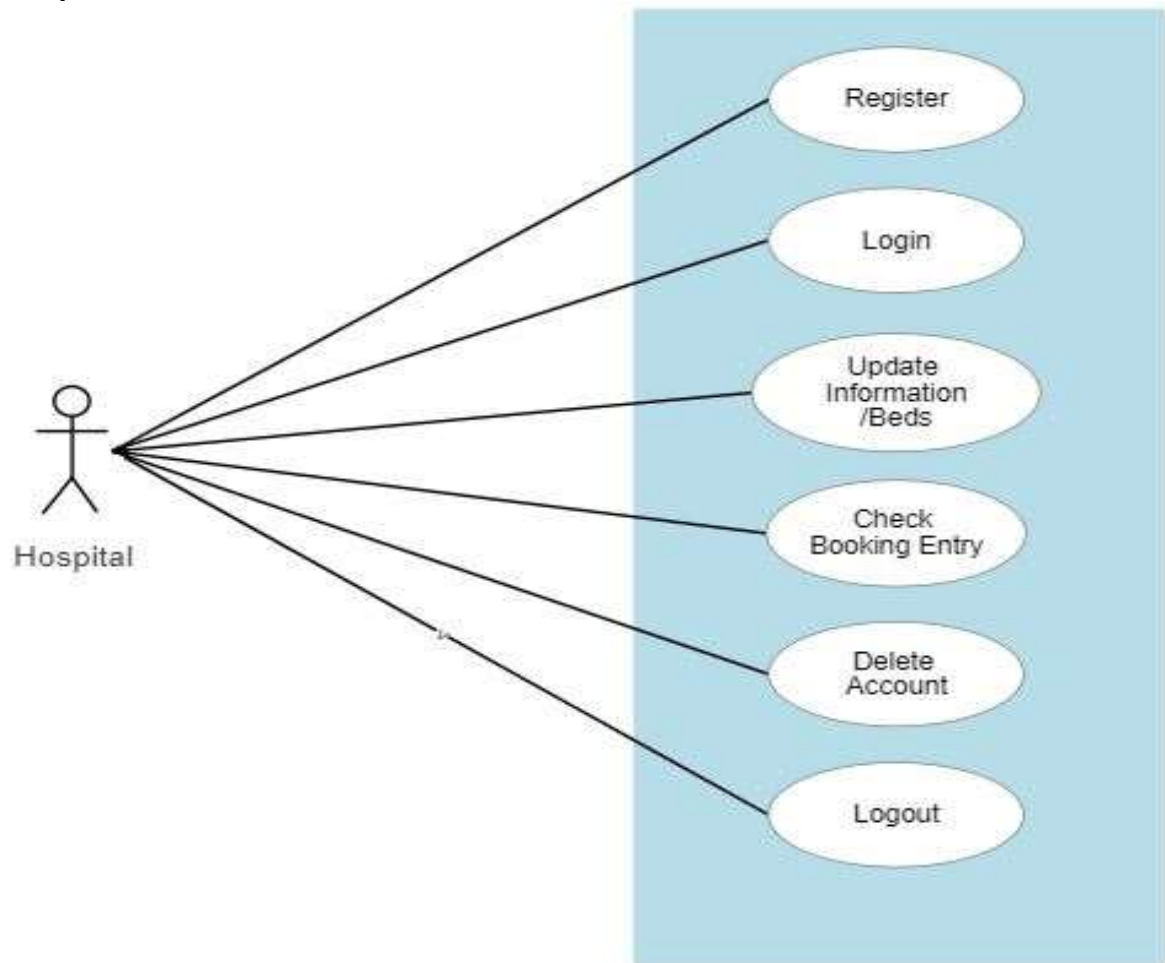 Register
Login
Update
Information
/Beds
Check
Booking Entry
Hospital
Delete
Account
Logout